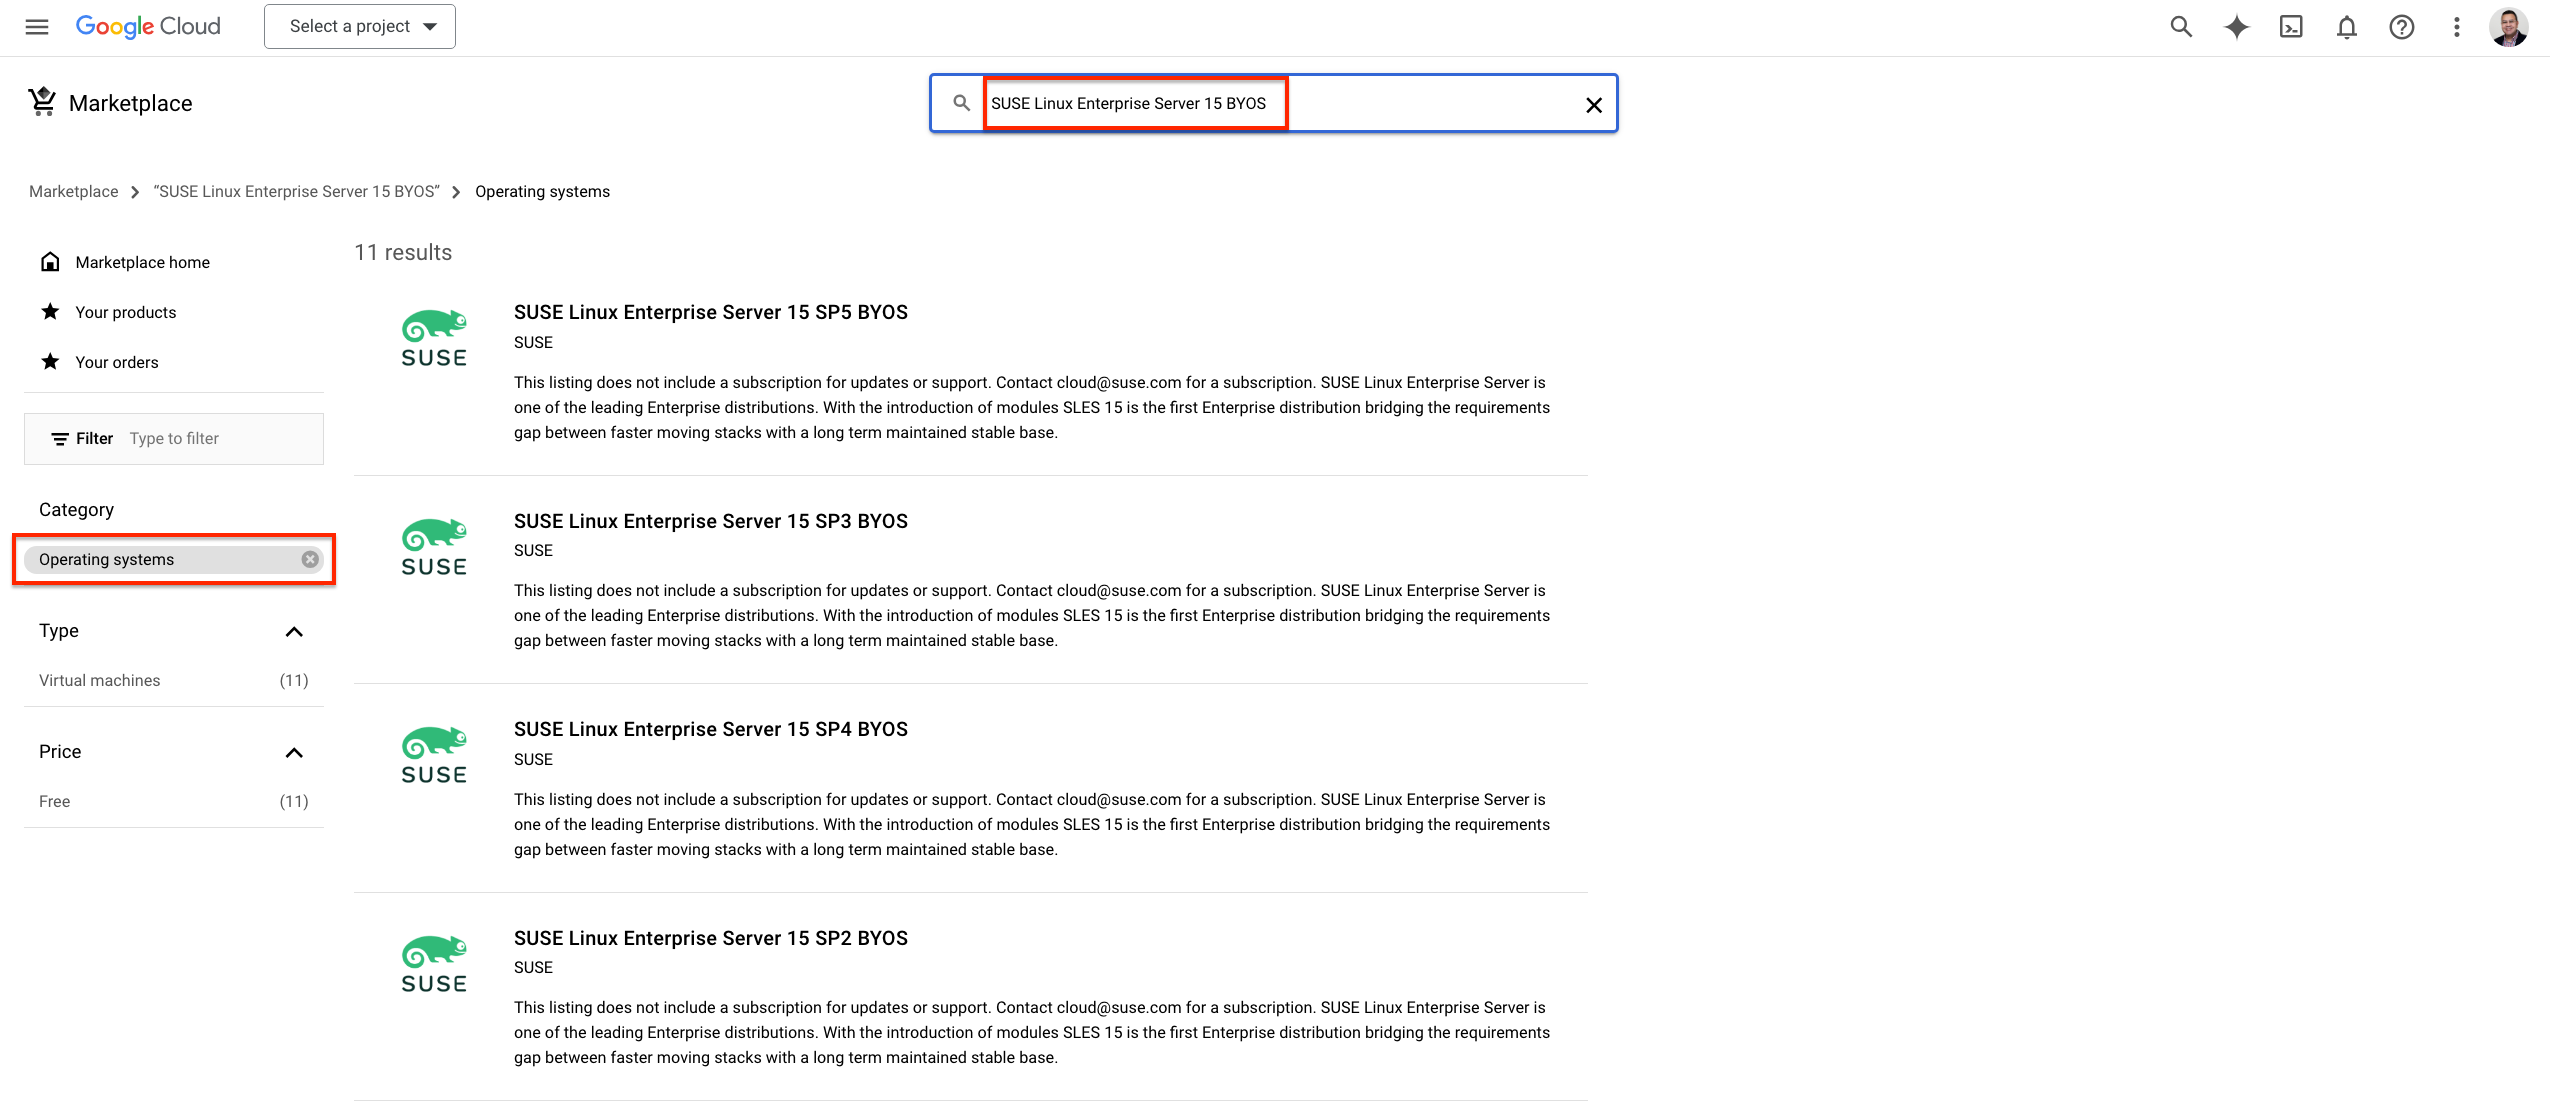 Google Cloud
Select a project
Marketplace
SUSE Linux Enterprise Server 15 BYOS
Marketplace
“SUSE Linux Enterprise Server 15 BYOS”
Operating systems
Marketplace home
Your products
Your orders
Filter Type to filter
Category
Operating systems
Type
Virtual machines (11)
Price
Free (11)
11 results
SUSE
SUSE Linux Enterprise Server 15 SP5 BYOS
SUSE
This listing does not include a subscription for updates or support. Contact cloud@suse.com for a subscription. SUSE Linux Enterprise Server is
one of the leading Enterprise distributions. With the introduction of modules SLES 15 is the first Enterprise distribution bridging the requirements
gap between faster moving stacks with a long term maintained stable base.
SUSE
SUSE Linux Enterprise Server 15 SP3 BYOS
SUSE
This listing does not include a subscription for updates or support. Contact cloud@suse.com for a subscription. SUSE Linux Enterprise Server is
one of the leading Enterprise distributions. With the introduction of modules SLES 15 is the first Enterprise distribution bridging the requirements
gap between faster moving stacks with a long term maintained stable base.
SUSE
SUSE Linux Enterprise Server 15 SP4 BYOS
SUSE
This listing does not include a subscription for updates or support. Contact cloud@suse.com for a subscription. SUSE Linux Enterprise Server is
one of the leading Enterprise distributions. With the introduction of modules SLES 15 is the first Enterprise distribution bridging the requirements
gap between faster moving stacks with a long term maintained stable base.
SUSE
SUSE Linux Enterprise Server 15 SP2 BYOS
SUSE
This listing does not include a subscription for updates or support. Contact cloud@suse.com for a subscription. SUSE Linux Enterprise Server is
one of the leading Enterprise distributions. With the introduction of modules SLES 15 is the first Enterprise distribution bridging the requirements
gap between faster moving stacks with a long term maintained stable base.